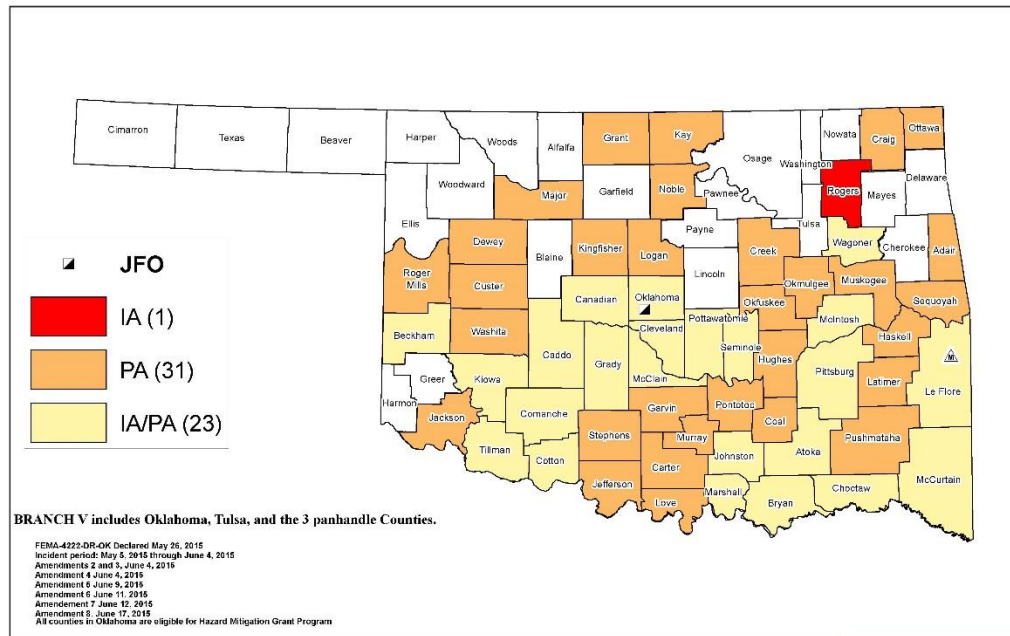 Cimarron
Texas
Beaver
Harper
Woods
Alfalfa
Grant
Kay
Osage
Washington
Nowata
Craig
Ottawa
Woodward
Major
Garfield
Noble
Pawnee
Rogers
Mayes
Delaware
Ellis
Dewey
Blaine
Kingfisher
Logan
Payne
Creek
Tulsa
Wagoner
Cherokee
Adair
Roger
Mills
Custer
Canadian
Oklahoma
Lincoln
Okfuskee
Okmulgee
Muskogee
Sequoyah
Beckham
Washita
Caddo
Grady
Cleveland
McClain
Pottawatomie
Seminole
Hughes
McIntosh
Haskell
Pittsburg
Latimer
Le Flore
Greer
Harmon
Kiowa
Jackson
Comanche
Tillman
Cotton
Stephens
Garvin
Pontotoc
Murray
Coal
Pushmataha
Jefferson
Carter
Johnston
Atoka
Love
Marshall
Bryan
Choctaw
McCurtain
JFO
IA (1)
PA (31)
IA/PA (23)
BRANCH V includes Oklahoma, Tulsa, and the 3 panhandle Counties.
FEMA-4222-DR-OK Declared May 26, 2015
Incident period: May 5, 2015 through June 4, 2015
Amendments 2 and 3, June 4, 2015
Amendment 4 June 4, 2015
Amendment 5 June 9, 2015
Amendment 6 June 11, 2015
Amendement 7 June 12, 2015
Amendment 8, June 17, 2015
All counties in Oklahoma are eligible for Hazard Mitigation Grant Program